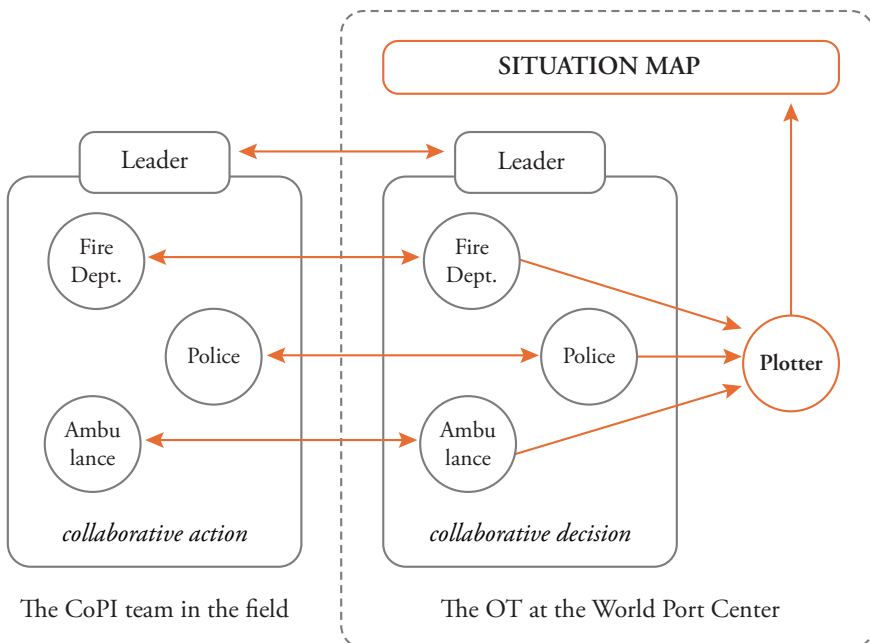 SITUATION MAP
Leader
Leader
Fire
Dept.
Fire
Dept.
Police
Police
Plotter
Ambu
lance
Ambu
lance
collaborative action
collaborative decision
The CoPI team in the field
The OT at the World Port Center